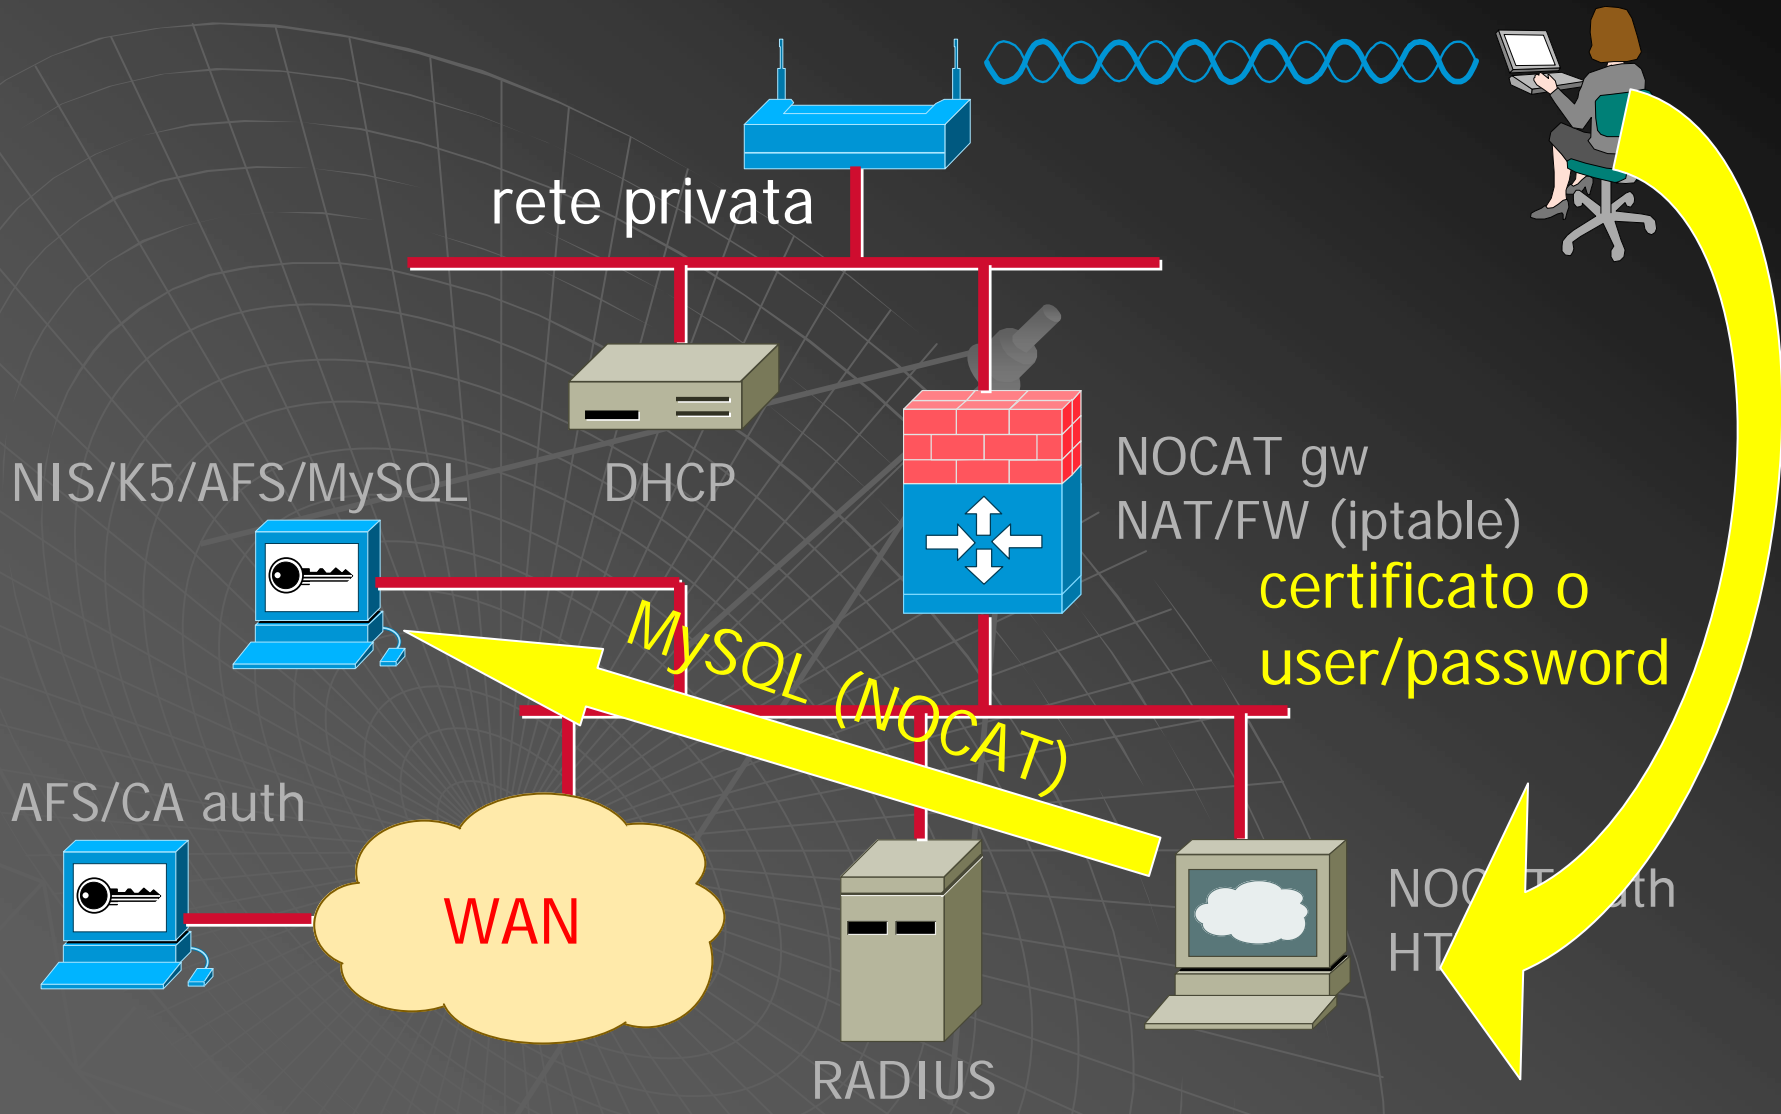 rete privata
NIS/K5/AFS/MySQL
DHCP
NOCAT gw
NAT/FW (iptable)
certificato o
user/password
MySQL (NOCAT)
AFS/CA auth
WAN
RADIUS